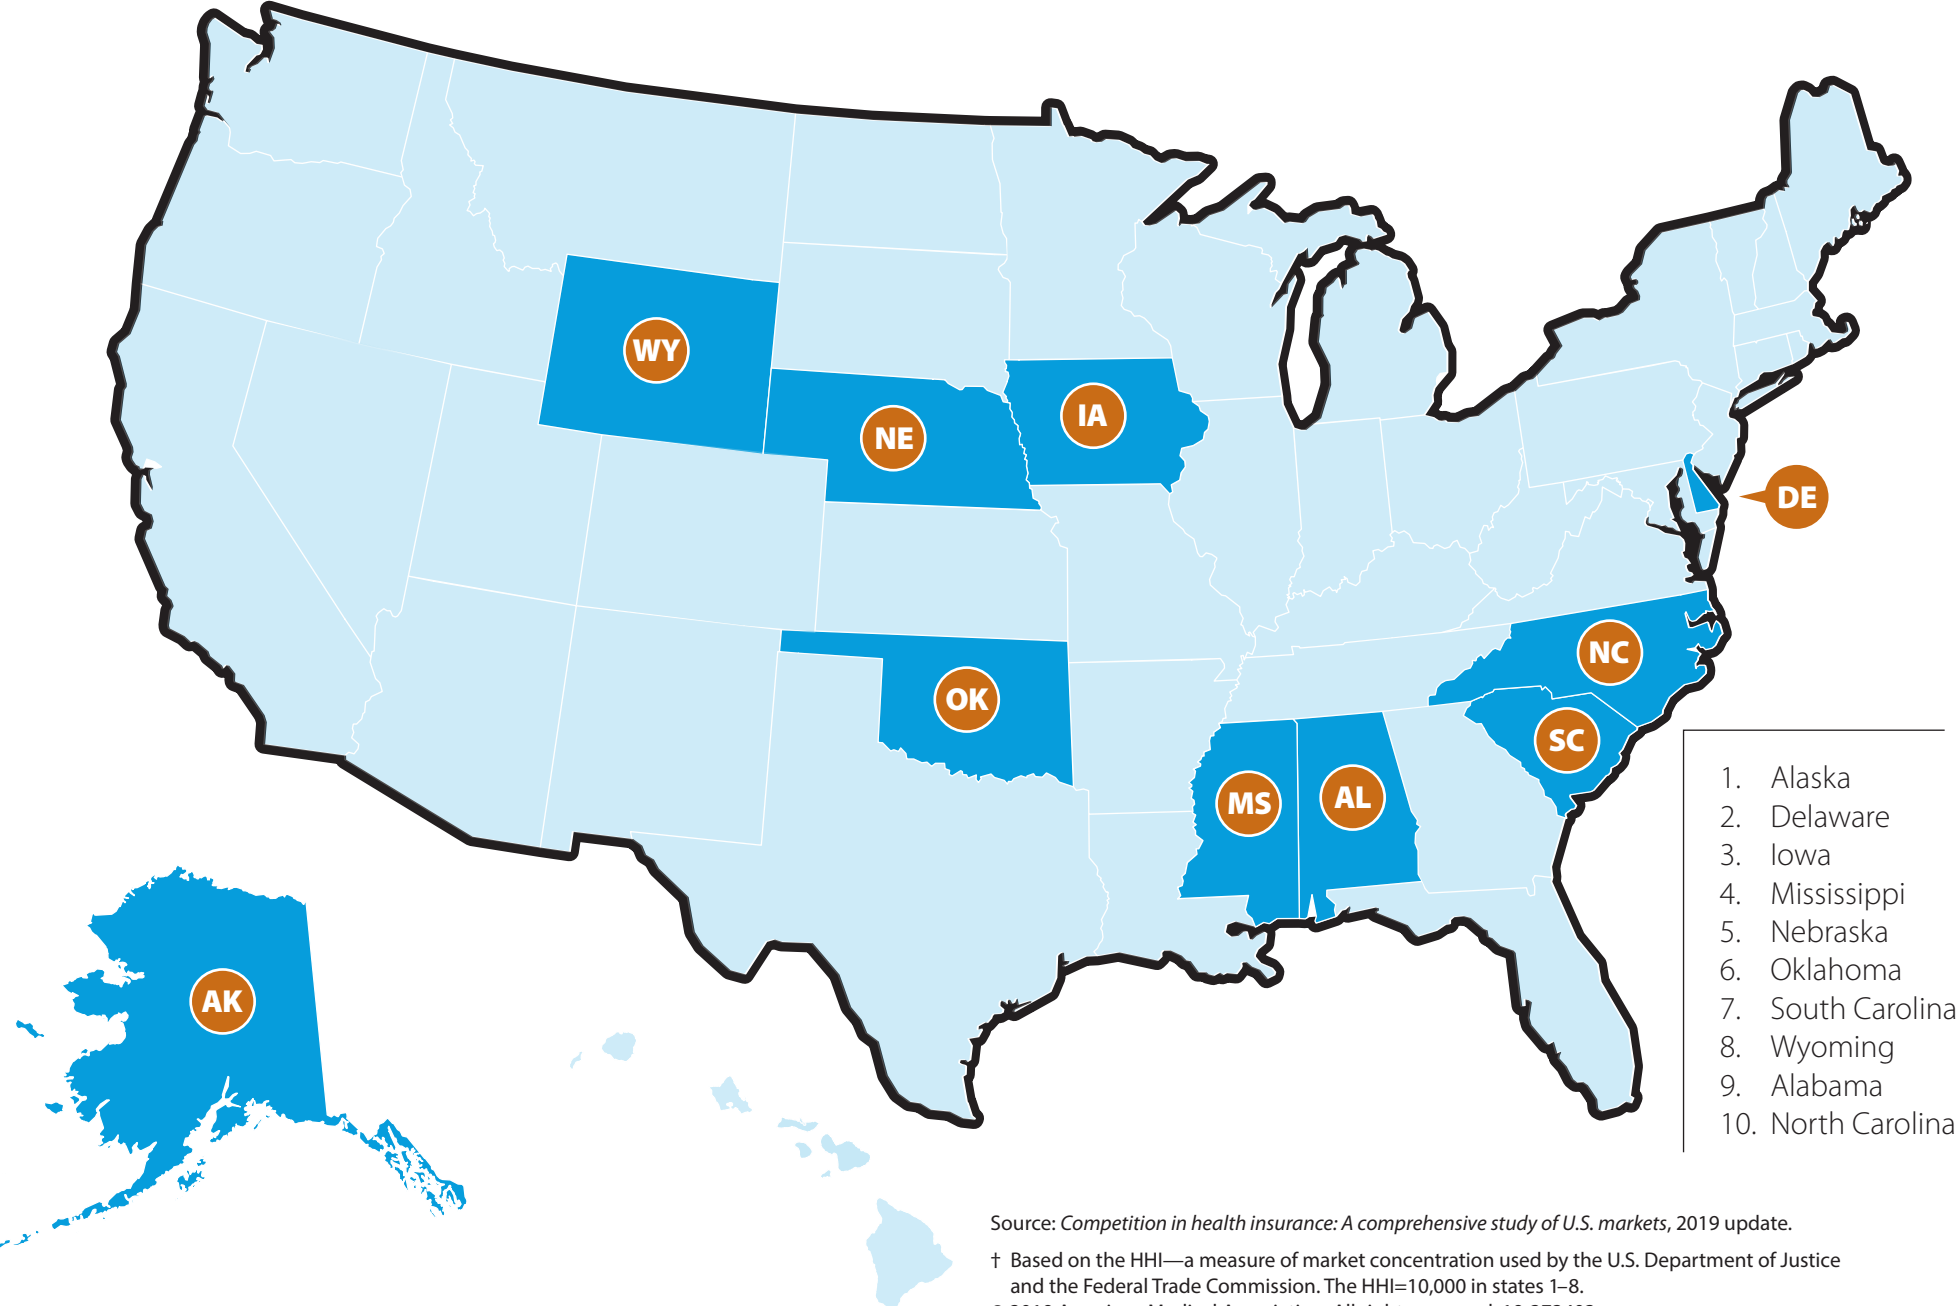 WY
NE
IA
DE
NC
OK
SC
MS
AL
AK
1. Alaska
2. Delaware
3. Iowa
4. Mississippi
5. Nebraska
6. Oklahoma
7. South Carolina
8. Wyoming
9. Alabama
10. North Carolina
Source: Competition in health insurance: A comprehensive study of U.S. markets, 2019 update.
† Based on the HHI—a measure of market concentration used by the U.S. Department of Justice
and the Federal Trade Commission. The HHI=10,000 in states 1–8.